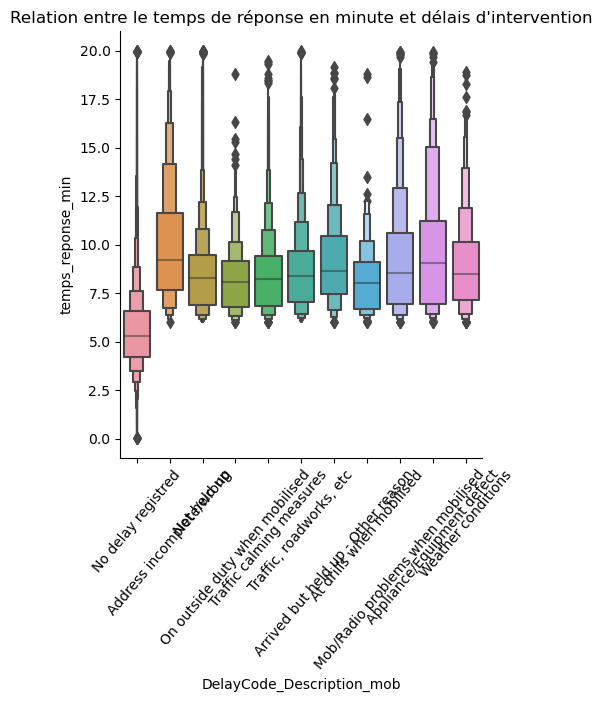 Relation entre le temps de réponse en minute et délais d'intervention
20.0
17.5
15.0
12.5
10.0
7.5
5.0
2.5
0.0
temps_reponse_min
No delay registred
Address incomplete/wrong
Not held up
On outside duty when mobilised
Traffic calming measures
Traffic, roadworks, etc
Arrived but held up - Other reason
At drills when mobilised
Mob/Radio problems when mobilised
Appliance/Equipment defect
Weather conditions
DelayCode_Description_mob